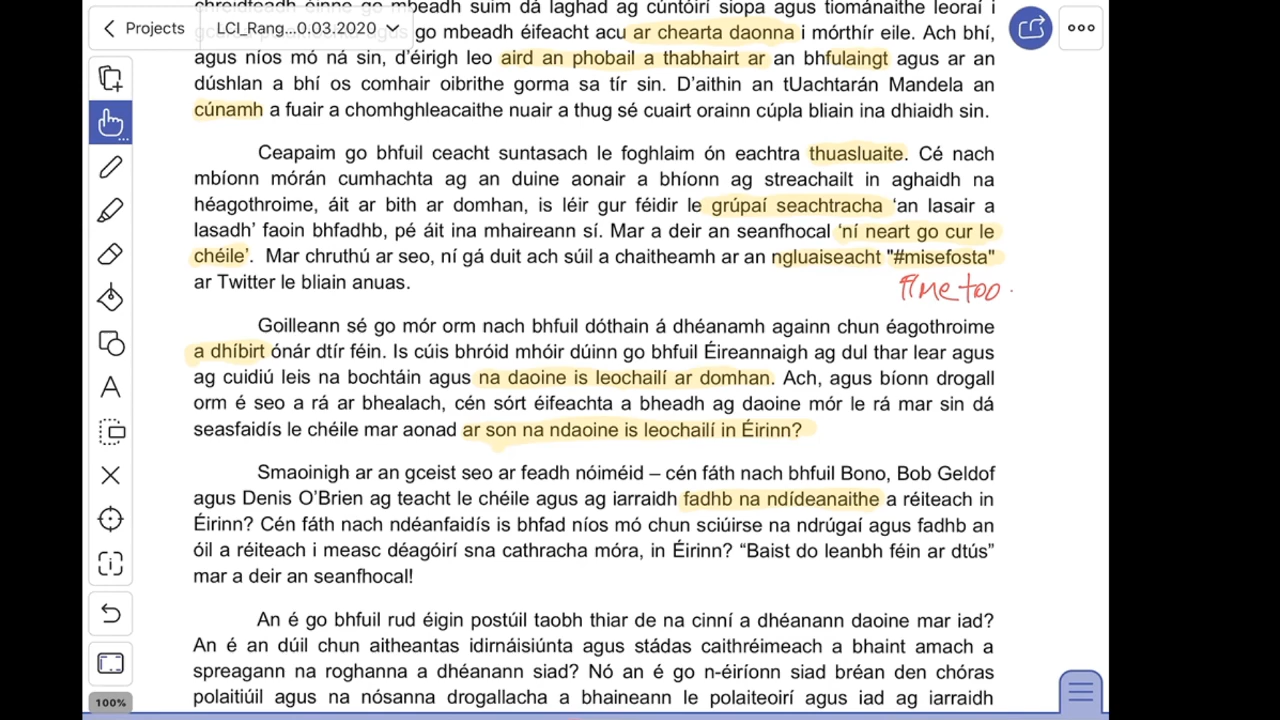 chreidfeadh éinne go mbeadh suim dá laghad ag cúntóirí siopa agus tiománaithe leoraí i
Projects
LCI_Rang...0.03.2020
go mbeadh éifeacht acu ar chearta daonna i mórthír eile. Ach bhí,
agus níos mó ná sin, d’éirigh leo aird an phobail a thabhairt ar an bhfulaingt agus ar an
dúshlan a bhí os comhair oibrithe gorma sa tír sin. D’aithin an tUachtarán Mandela an
cúnamh a fuair a chomhghleacaithe nuair a thug sé cuairt orainn cúpla bliain ina dhiaidh sin.
Ceapaim go bhfuil ceacht suntasach le foghlaim ón eachtra thuasluaite. Cé nach
mbíonn mórán cumhachta ag an duine aonair a bhíonn ag streachailt in aghaidh na
héagothroime, áit ar bith ar domhan, is léir gur féidir le grúpaí seachtracha ‘an lasair a
lasadh’ faoin bhfadhb, pé áit ina mhaireann sí. Mar a deir an seanfhocal ‘ní neart go cur le
chéile’. Mar chruthú ar seo, ní gá duit ach súil a chaitheamh ar an ngluaiseacht "#misefosta"
ar Twitter le bliain anuas.
#me too
Goilleann sé go mór orm nach bhfuil dóthain á dhéanamh againn chun éagothroime
a dhíbirt ónár dtír féin. Is cúis bhróid mhóir dúinn go bhfuil Éireannaigh ag dul thar lear agus
ag cuidiú leis na bochtáin agus na daoine is leochailí ar domhan. Ach, agus bíonn drogall
orm é seo a rá ar bhealach, cén sórt éifeachta a bheadh ag daoine mór le rá mar sin dá
seasfaidís le chéile mar aonad ar son na ndaoine is leochailí in Éirinn?
Smaoinigh ar an gceist seo ar feadh nóiméid – cén fáth nach bhfuil Bono, Bob Geldof
agus Denis O’Brien ag teacht le chéile agus ag iarraidh fadhb na ndídeanaithe a réiteach in
Éirinn? Cén fáth nach ndéanfaidís is bhfad níos mó chun sciúirse na ndrúgaí agus fadhb an
óil a réiteach i measc déagóirí sna cathracha móra, in Éirinn? “Baist do leanbh féin ar dtús”
mar a deir an seanfhocal!
An é go bhfuil rud éigin postúil taobh thiar de na cinní a dhéanann daoine mar iad?
An é an dúil chun aitheantas idirnáisiúnta agus stádas caithréimeach a bhaint amach a
spreagann na roghanna a dhéanann siad? Nó an é go n-éiríonn siad bréan den chóras
polaitiúil agus na nósanna drogallacha a bhaineann le polaiteoirí agus iad ag iarraidh
100%